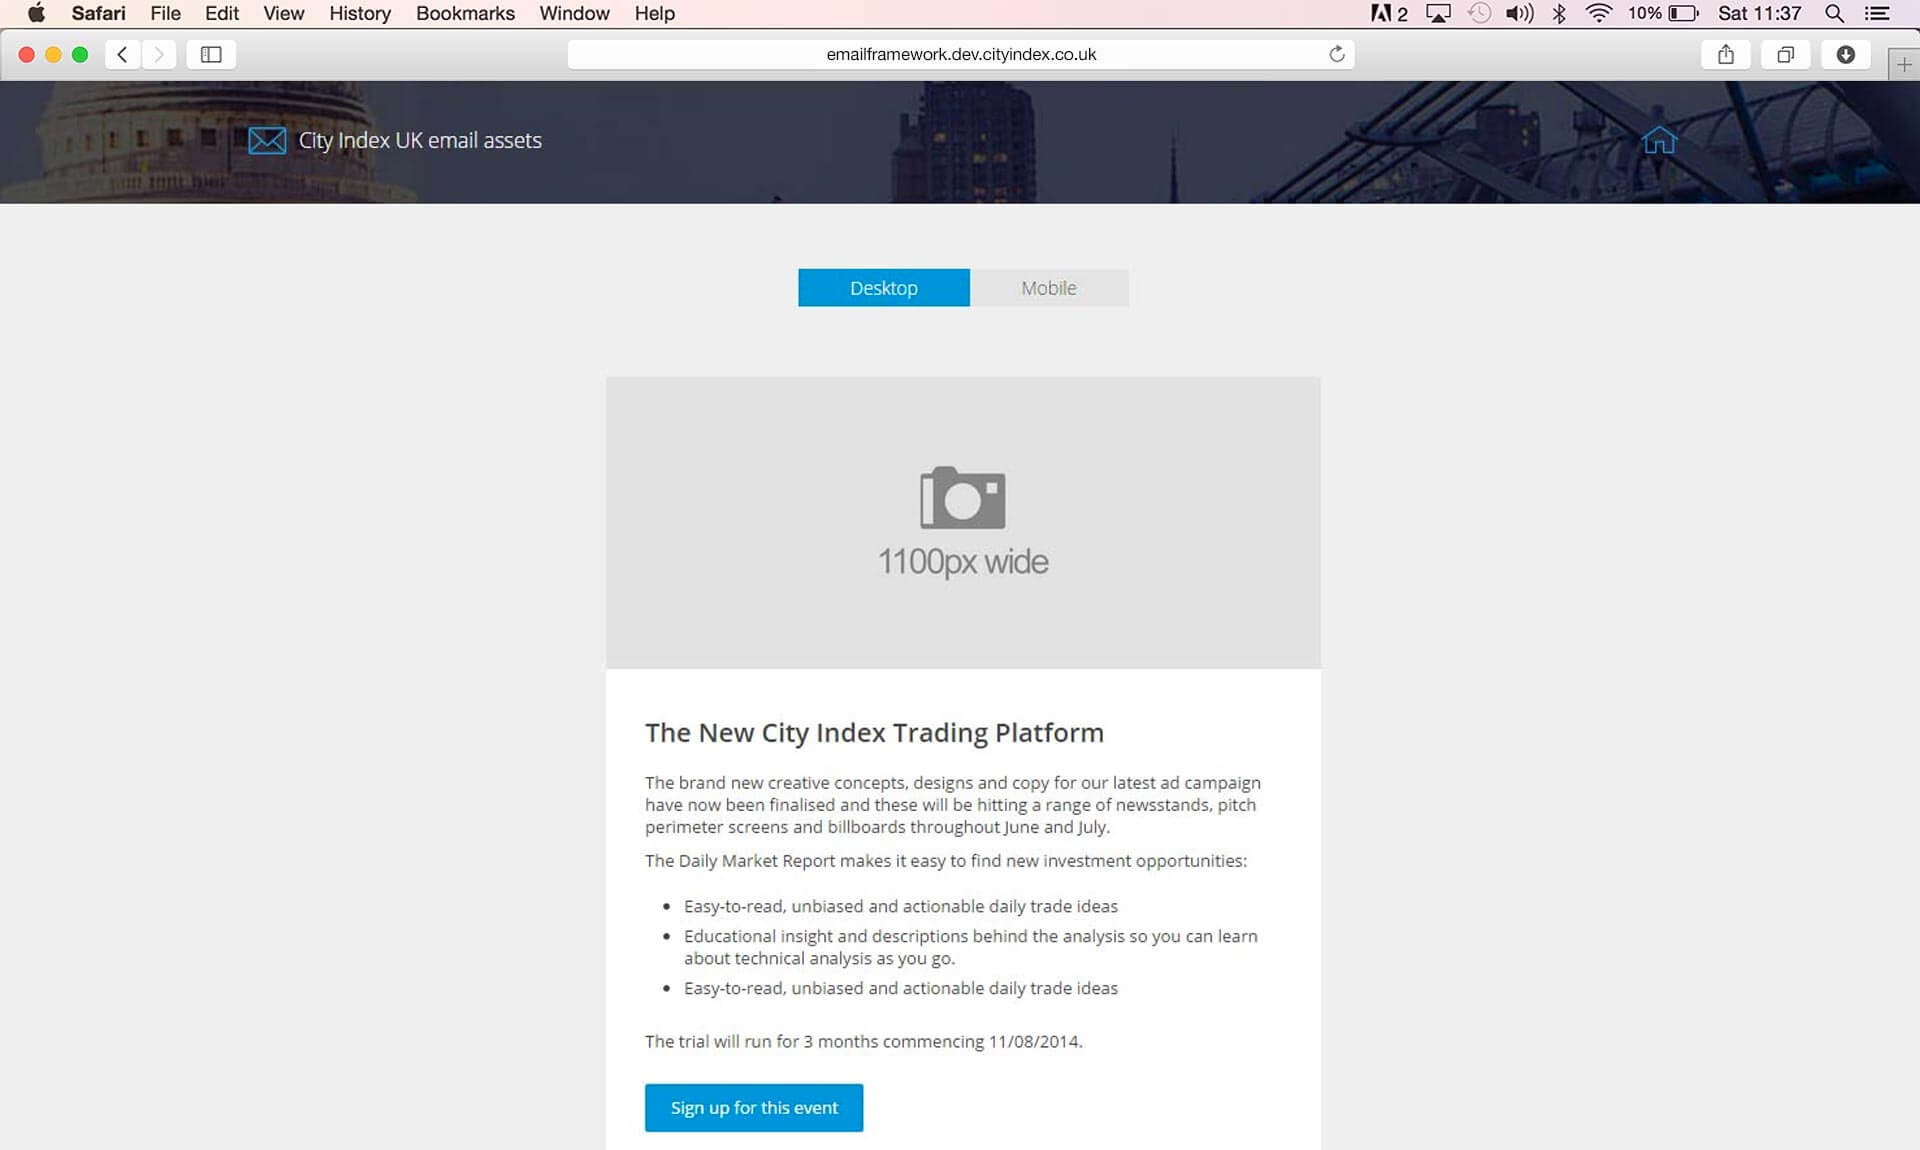 Safari File Edit View History Bookmarks Window Help 2 10% Sat 11:37
emailframework.dev.cityindex.co.uk
City Index UK email assets
Desktop Mobile
1100px wide
The New City Index Trading Platform
The brand new creative concepts, designs and copy for our latest ad campaign
have now been finalised and these will be hitting a range of newsstands, pitch
perimeter screens and billboards throughout June and July.
The Daily Market Report makes it easy to find new investment opportunities:
• Easy-to-read, unbiased and actionable daily trade ideas
• Educational insight and descriptions behind the analysis so you can learn
about technical analysis as you go.
• Easy-to-read, unbiased and actionable daily trade ideas
The trial will run for 3 months commencing 11/08/2014.
Sign up for this event